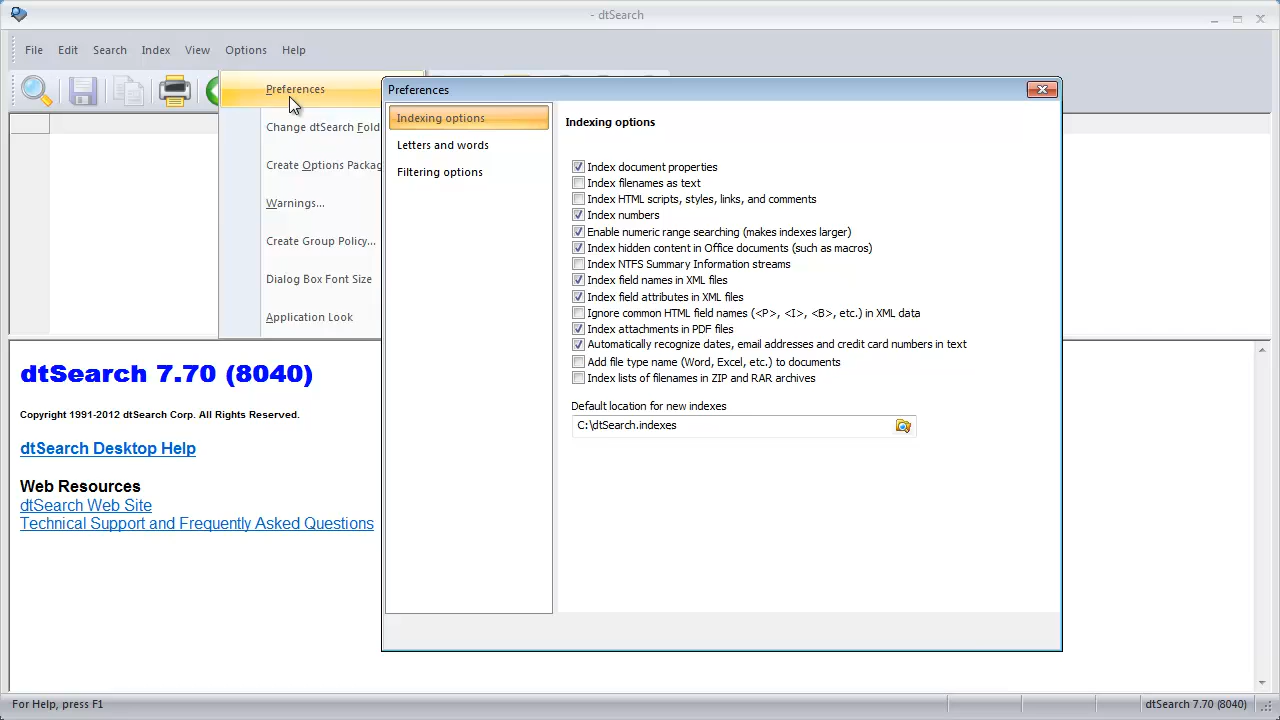 - dtSearch
File Edit Search Index View Options Help
Preferences
Change dtSearch Fold
Create Options Packag
Warnings...
Create Group Policy...
Dialog Box Font Size
Application Look
Preferences
Indexing options
Letters and words
Filtering options
Indexing options
Index document properties
Index filenames as text
Index HTML scripts, styles, links, and comments
Index numbers
Enable numeric range searching (makes indexes larger)
Index hidden content in Office documents (such as macros)
Index NTFS Summary Information streams
Index field names in XML files
Index field attributes in XML files
Ignore common HTML field names (<P>, <I>, <B>, etc.) in XML data
Index attachments in PDF files
Automatically recognize dates, email addresses and credit card numbers in text
Add file type name (Word, Excel, etc.) to documents
Index lists of filenames in ZIP and RAR archives
Default location for new indexes
C:\dtSearch.indexes
dtSearch 7.70 (8040)
Copyright 1991-2012 dtSearch Corp. All Rights Reserved.
dtSearch Desktop Help
Web Resources
dtSearch Web Site
Technical Support and Frequently Asked Questions
For Help, press F1
dtSearch 7.70 (8040)